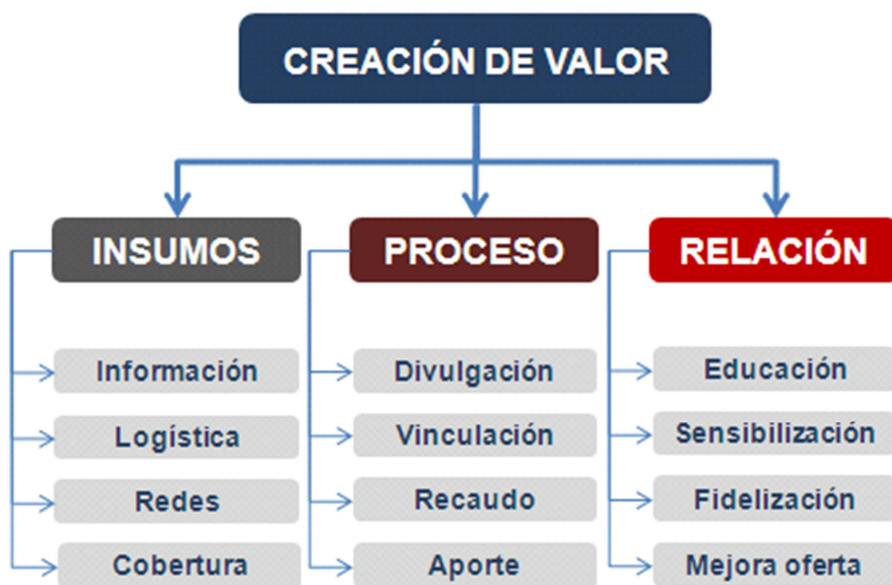 CREACIÓN DE VALOR
INSUMOS
Información
Logística
Redes
Cobertura
PROCESO
Divulgación
Vinculación
Recaudo
Aporte
RELACIÓN
Educación
Sensibilización
Fidelización
Mejora oferta